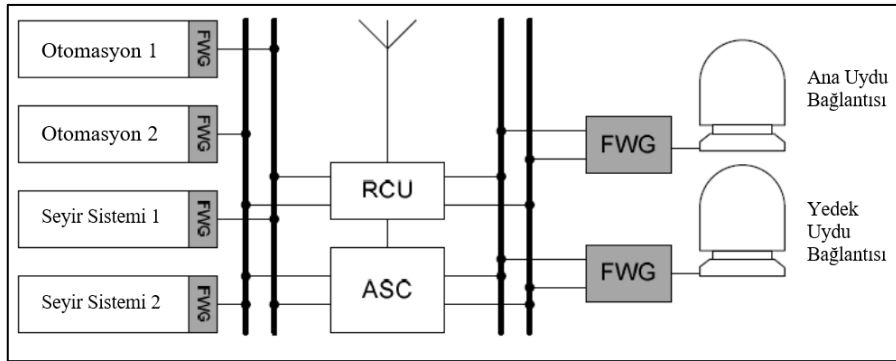 Otomasyon 1
FWG
Otomasyon 2
FWG
Seyir Sistemi 1
FWG
Seyir Sistemi 2
FWG
RCU
ASC
FWG
Ana Uydu
Bağlantısı
FWG
Yedek
Uydu
Bağlantısı